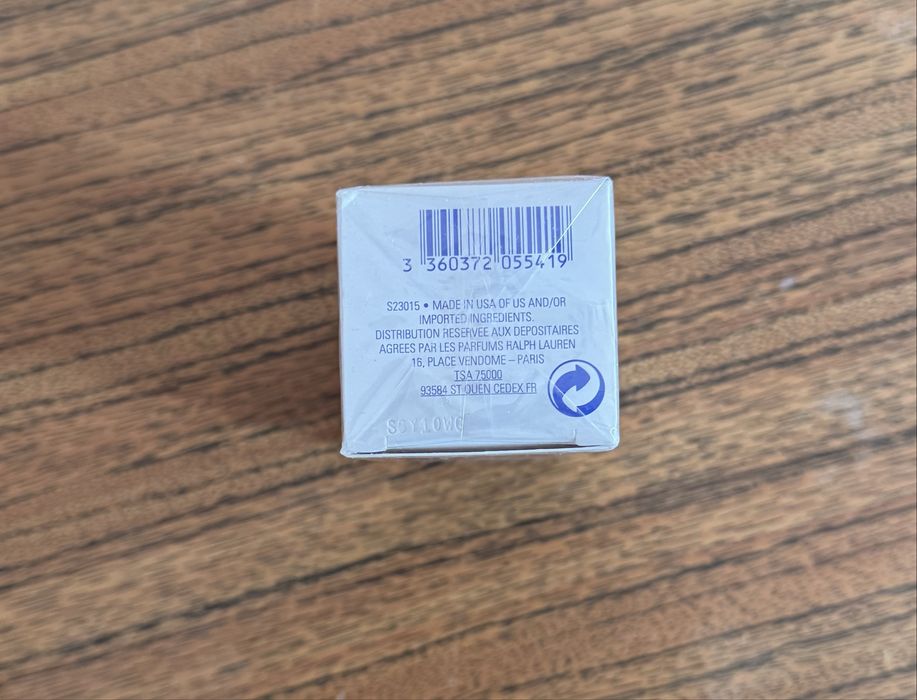 3 360372 055419
S23015 • MADE IN USA OF US AND/OR
IMPORTED INGREDIENTS.
DISTRIBUTION RESERVEE AUX DEPOSITAIRES
AGREES PAR LES PARFUMS RALPH LAUREN
16, PLACE VENDOME – PARIS
TSA 75000
93584 ST OUEN CEDEX FR